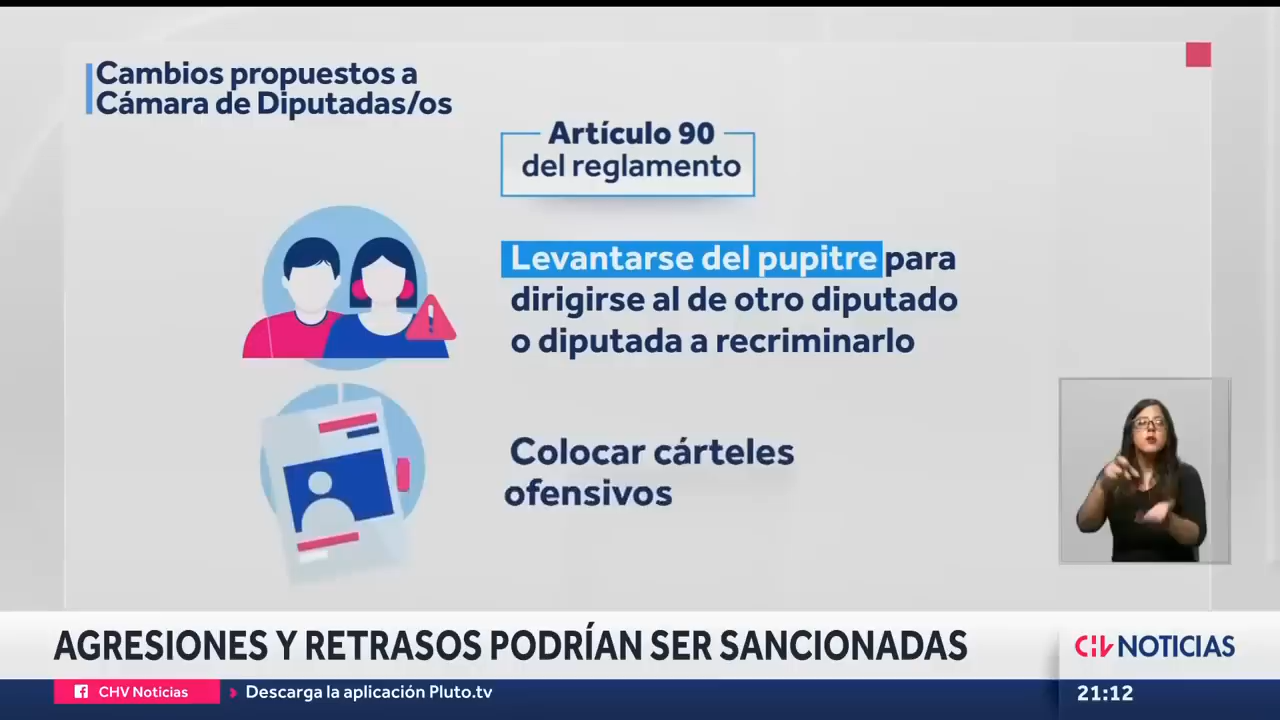 Cambios propuestos a
Cámara de Diputadas/os
Artículo 90
del reglamento
Levantarse del pupitre para
dirigirse al de otro diputado
o diputada a recriminarlo
Colocar cárteles
ofensivos
AGRESIONES Y RETRASOS PODRÍAN SER SANCIONADAS
CHV NOTICIAS
CHV Noticias
Descarga la aplicación Pluto.tv
21:12